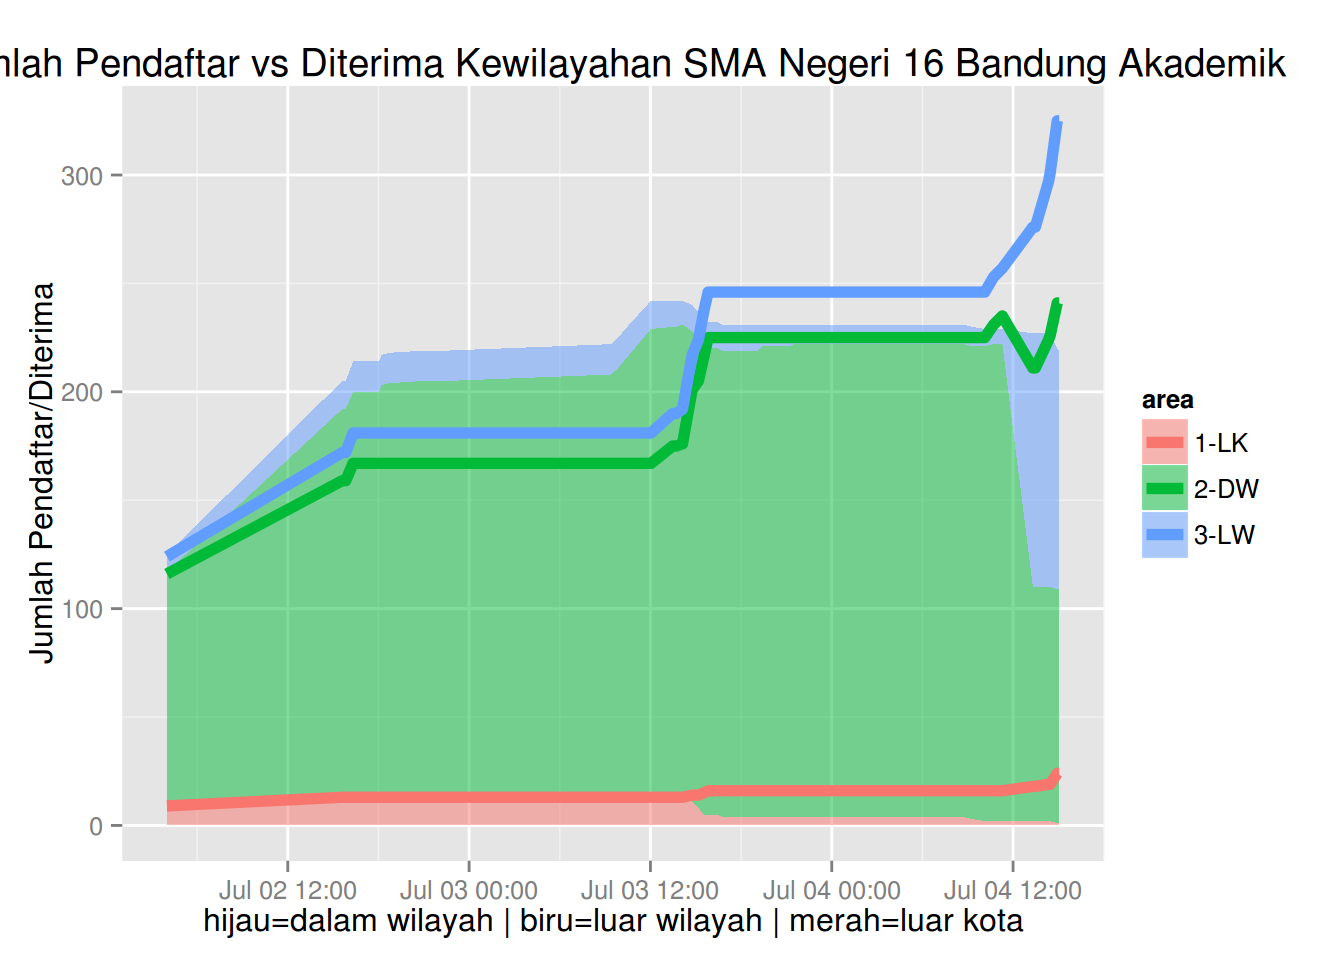 mlah Pendaftar vs Diterima Kewilayahan SMA Negeri 16 Bandung Akademik
Jumlah Pendaftar/Diterima
300
200
100
0
Jul 02 12:00 Jul 03 00:00 Jul 03 12:00 Jul 04 00:00 Jul 04 12:00
hijau=dalam wilayah | biru=luar wilayah | merah=luar kota
area
1-LK
2-DW
3-LW